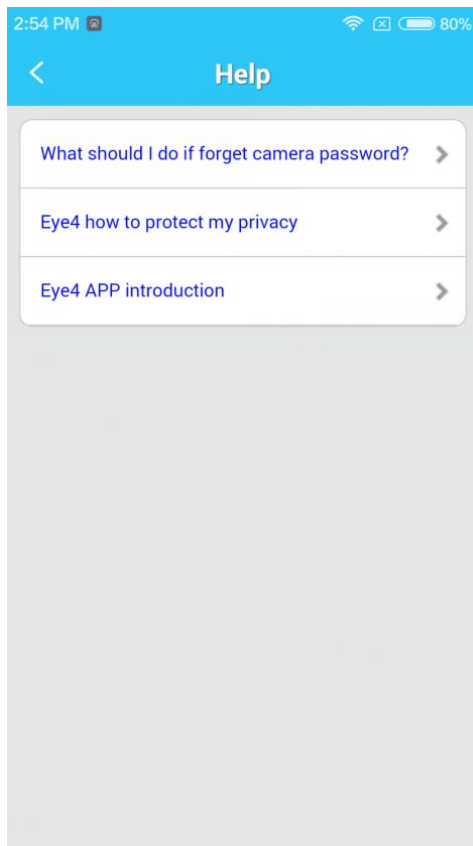 2:54 PM 80%
Help
What should I do if forget camera password?
Eye4 how to protect my privacy
Eye4 APP introduction